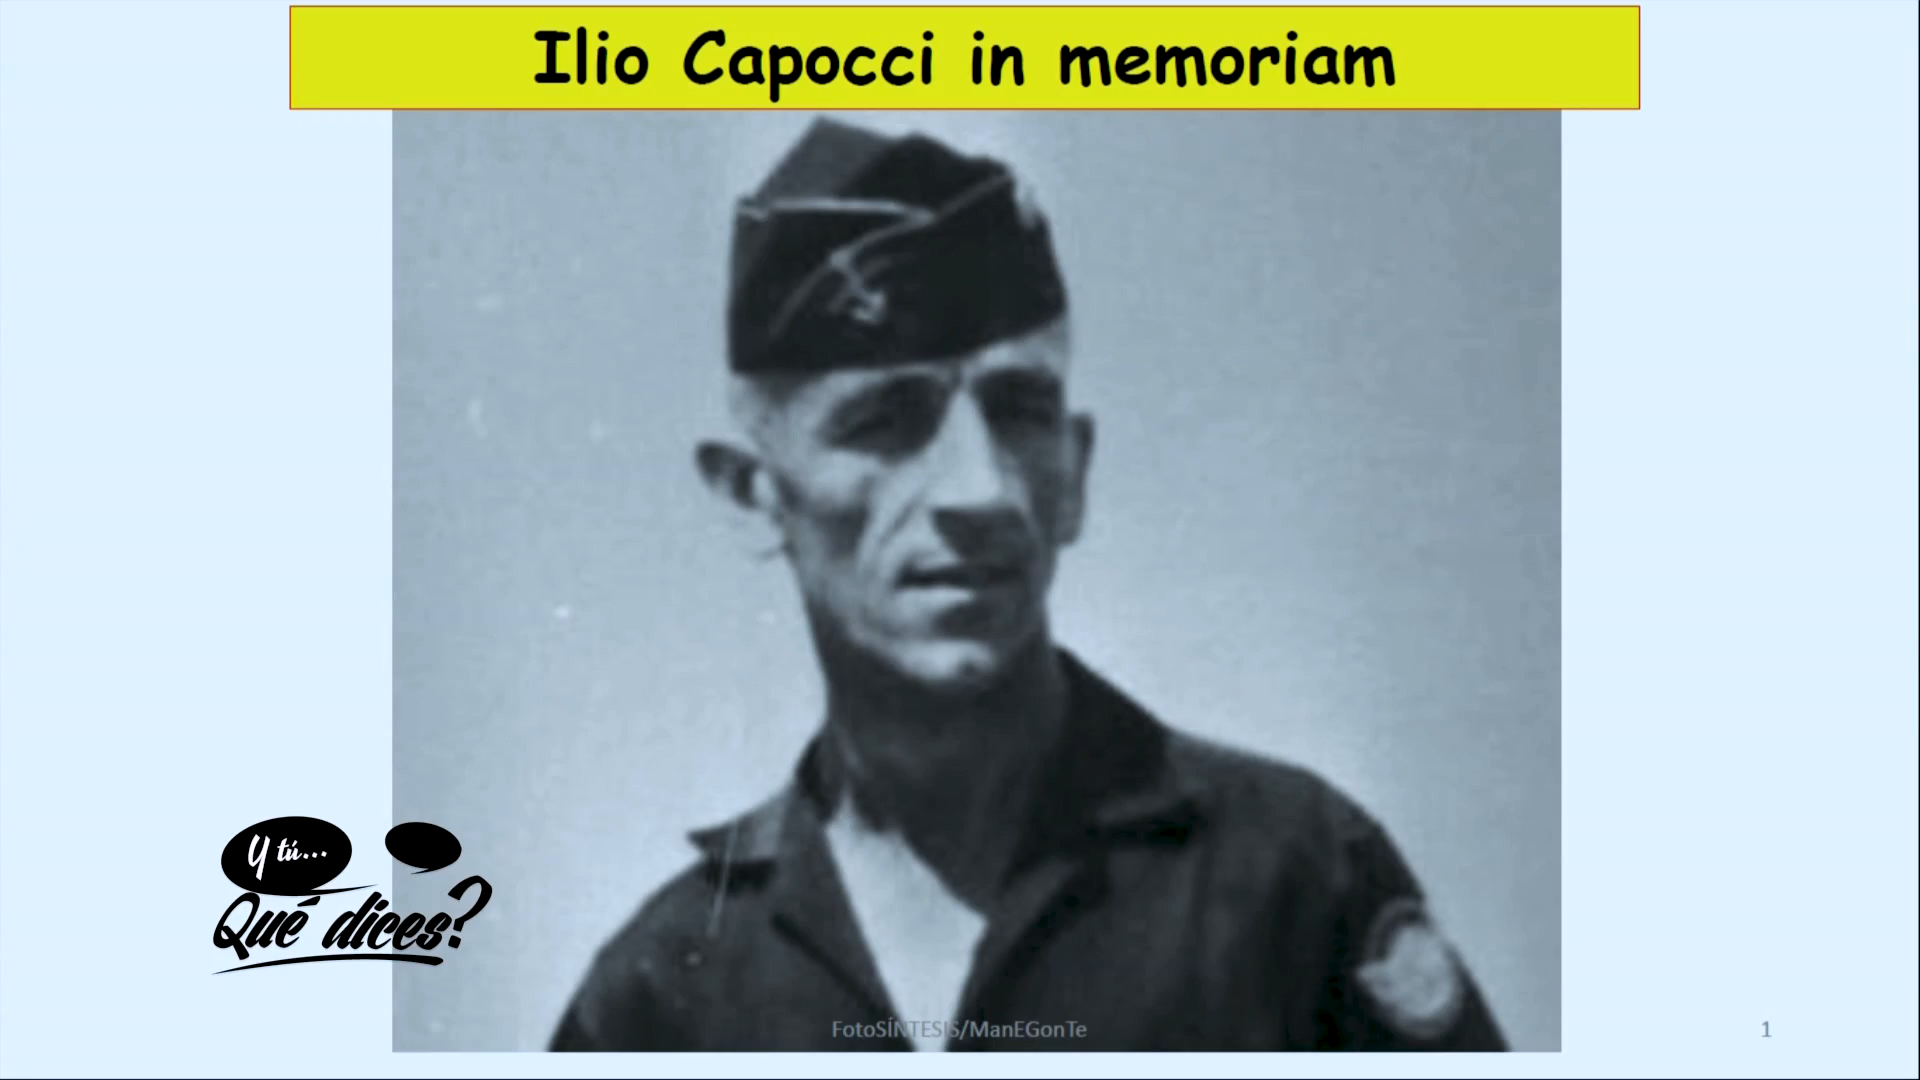 Ilio Capocci in memoriam
Y tú...
Qué dices?
FotoSÍNTESIS/ManEGonTe
1